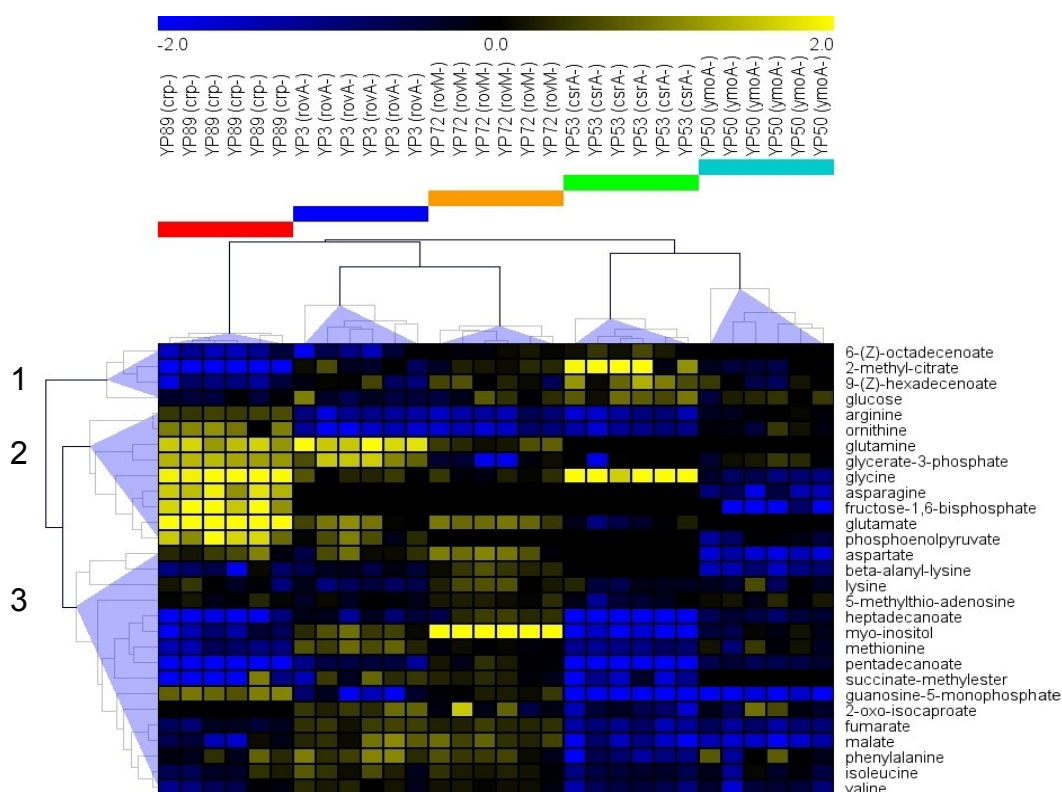 -2.0 0.0 2.0
YP89 (crp-)
YP89 (crp-)
YP89 (crp-)
YP89 (crp-)
YP89 (crp-)
YP89 (crp-)
YP3 (rovA-)
YP3 (rovA-)
YP3 (rovA-)
YP3 (rovA-)
YP3 (rovA-)
YP3 (rovA-)
YP72 (rovM-)
YP72 (rovM-)
YP72 (rovM-)
YP72 (rovM-)
YP72 (rovM-)
YP72 (rovM-)
YP53 (csrA-)
YP53 (csrA-)
YP53 (csrA-)
YP53 (csrA-)
YP53 (csrA-)
YP53 (csrA-)
YP50 (ymoA-)
YP50 (ymoA-)
YP50 (ymoA-)
YP50 (ymoA-)
YP50 (ymoA-)
YP50 (ymoA-)
1
2
3
6-(Z)-octadecenoate
2-methyl-citrate
9-(Z)-hexadecenoate
glucose
arginine
ornithine
glutamine
glycerate-3-phosphate
glycine
asparagine
fructose-1,6-bisphosphate
glutamate
phosphoenolpyruvate
aspartate
beta-alanyl-lysine
lysine
5-methylthio-adenosine
heptadecanoate
myo-inositol
methionine
pentadecanoate
succinate-methylester
guanosine-5-monophosphate
2-oxo-isocaproate
fumarate
malate
phenylalanine
isoleucine
valine